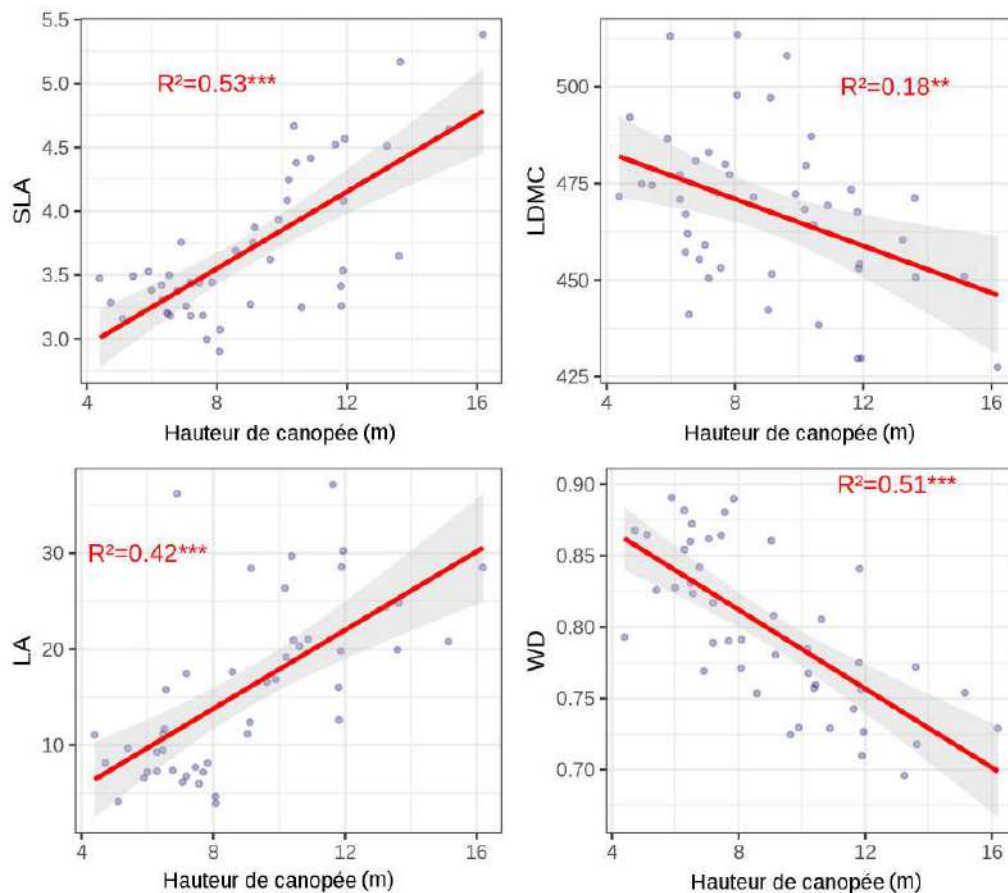 5.5
5.0
4.5
4.0
3.5
3.0
SLA
R²=0.53***
4
8
12
16
Hauteur de canopée (m)
500
475
450
425
LDMC
R²=0.18**
4
8
12
16
Hauteur de canopée (m)
30
20
10
LA
R²=0.42***
4
8
12
16
Hauteur de canopée (m)
0.90
0.85
0.80
0.75
0.70
WD
R²=0.51***
4
8
12
16
Hauteur de canopée (m)